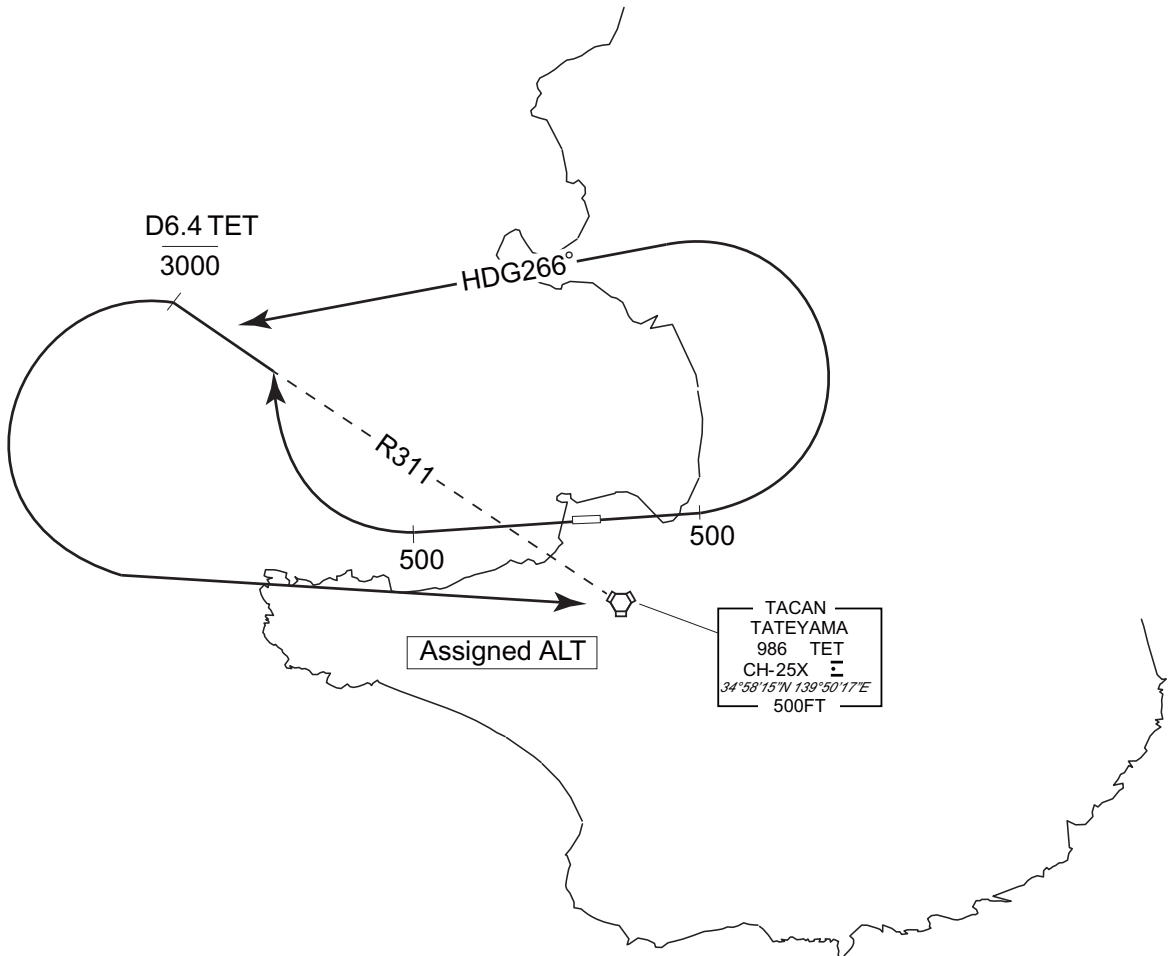 D6.4 TET
3000
HDG266°
R311
500
500
Assigned ALT
TACAN
TATEYAMA
986 TET
CH-25X
34°58'15"N 139°50'17"E
500FT